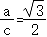 a/c = √3/2